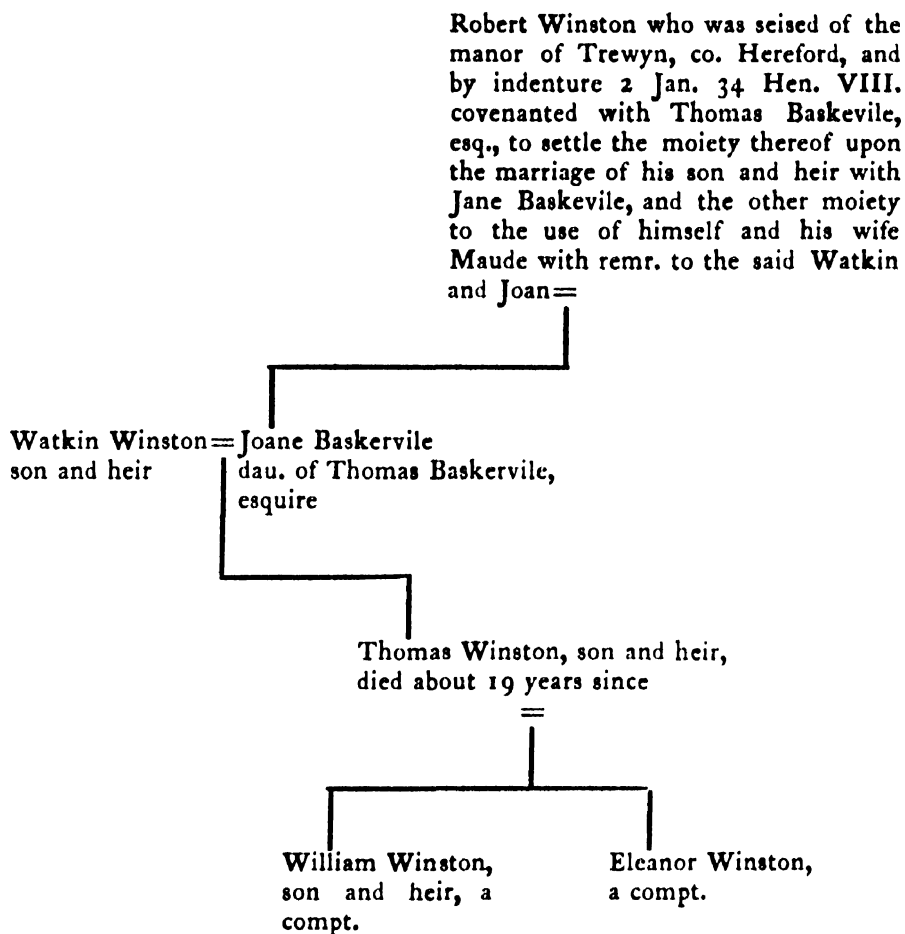 Robert Winston who was seised of the
manor of Trewyn, co. Hereford, and
by indenture 2 Jan. 34 Hen. VIII.
covenanted with Thomas Baskevile,
esq., to settle the moiety thereof upon
the marriage of his son and heir with
Jane Baskevile, and the other moiety
to the use of himself and his wife
Maude with remr. to the said Watkin
and Joan=
Watkin Winston=Joane Baskervile
son and heir dau. of Thomas Baskervile,
esquire
Thomas Winston, son and heir,
died about 19 years since
=
William Winston, Eleanor Winston,
son and heir, a a compt.
compt.